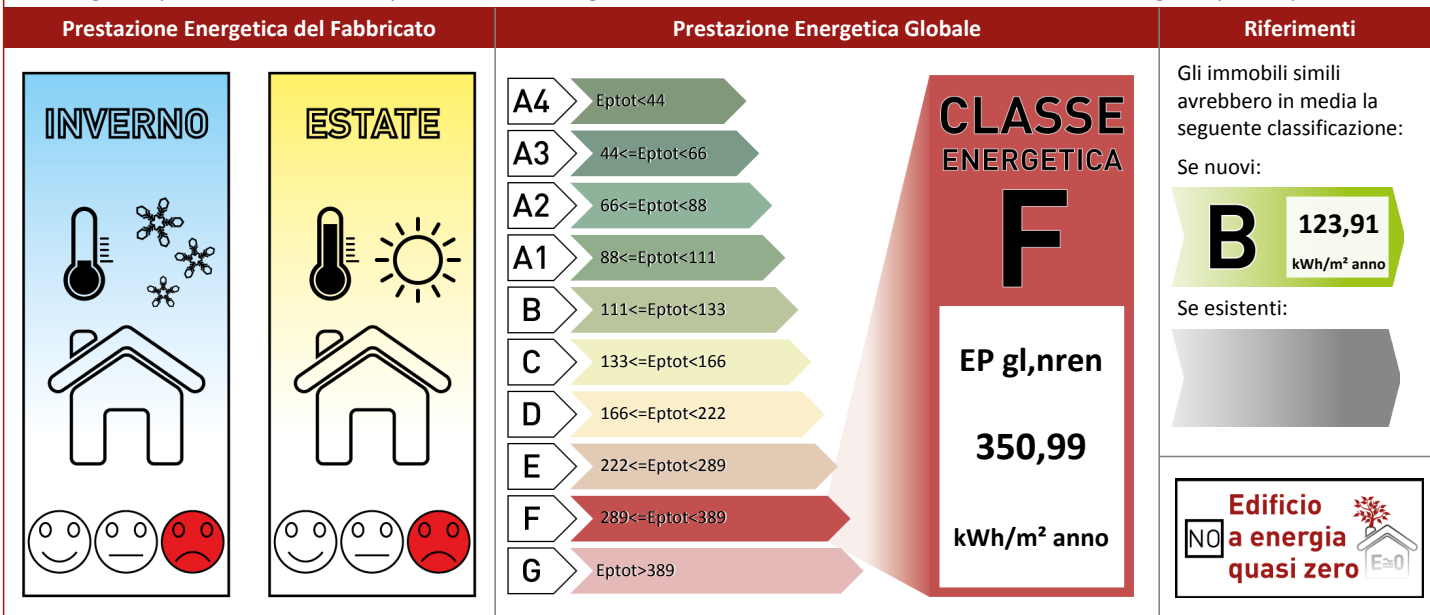 Prestazione Energetica del Fabbricato
Prestazione Energetica Globale
Riferimenti
INVERNO
ESTATE
A4 Eptot<44
A3 44<=Eptot<66
A2 66<=Eptot<88
A1 88<=Eptot<111
B 111<=Eptot<133
C 133<=Eptot<166
D 166<=Eptot<222
E 222<=Eptot<289
F 289<=Eptot<389
G Eptot>389
CLASSE
ENERGETICA
F
EP gl,nren
350,99
kWh/m² anno
Gli immobili simili
avrebbero in media la
seguente classificazione:
Se nuovi:
B 123,91
kWh/m² anno
Se esistenti:
Edificio
NO a energia
quasi zero
E≅0